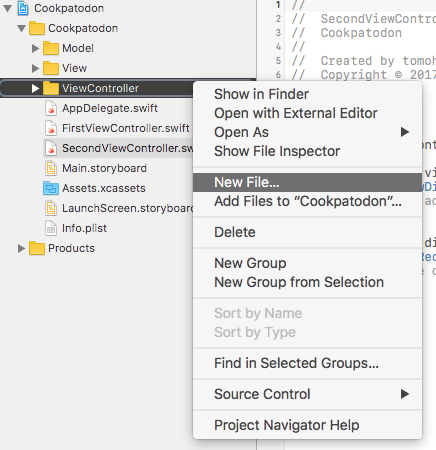 Cookpatodon
Cookpatodon
Model
View
ViewController
AppDelegate.swift
FirstViewController.swift
SecondViewController.sw
Main.storyboard
Assets.xcassets
LaunchScreen.storyboard
Info.plist
Products
1 //
2 // SecondViewContro
3 // Cookpatodon
4 //
5 // Created by tomoh
6 // Copyright © 2017
Show in Finder
Open with External Editor
Open As
Show File Inspector
New File...
Add Files to “Cookpatodon”...
Delete
New Group
New Group from Selection
Sort by Name
Sort by Type
Find in Selected Groups...
Source Control
Project Navigator Help